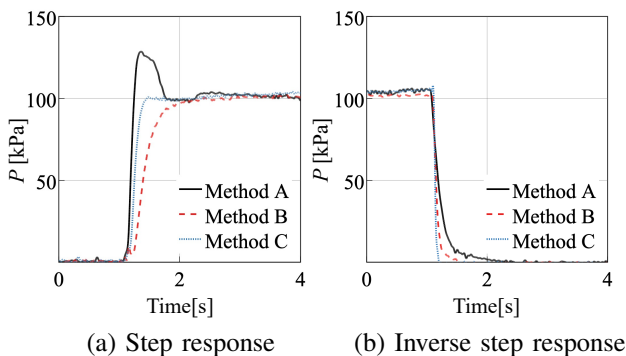 150
100
50
P [kPa]
Method A
Method B
Method C
0
2
4
Time[s]
(a) Step response
150
100
50
P [kPa]
Method A
Method B
Method C
0
2
4
Time[s]
(b) Inverse step response